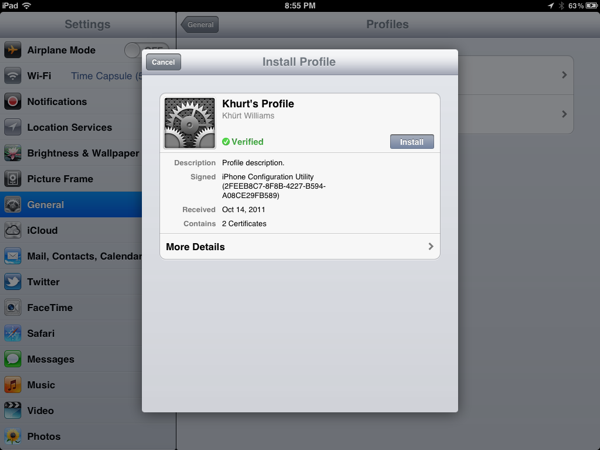 iPad 8:55 PM 63%
Settings
General
Profiles
Airplane Mode
Wi-Fi Time Capsule
Notifications
Location Services
Brightness & Wallpaper
Picture Frame
General
iCloud
Mail, Contacts, Calendar
Twitter
FaceTime
Safari
Messages
Music
Video
Photos
Cancel
Install Profile
Khurt's Profile
Khürt Williams
Verified
Install
Description Profile description.
Signed iPhone Configuration Utility
(2FEEB8C7-8F8B-4227-B594-
A08CE29FB589)
Received Oct 14, 2011
Contains 2 Certificates
More Details